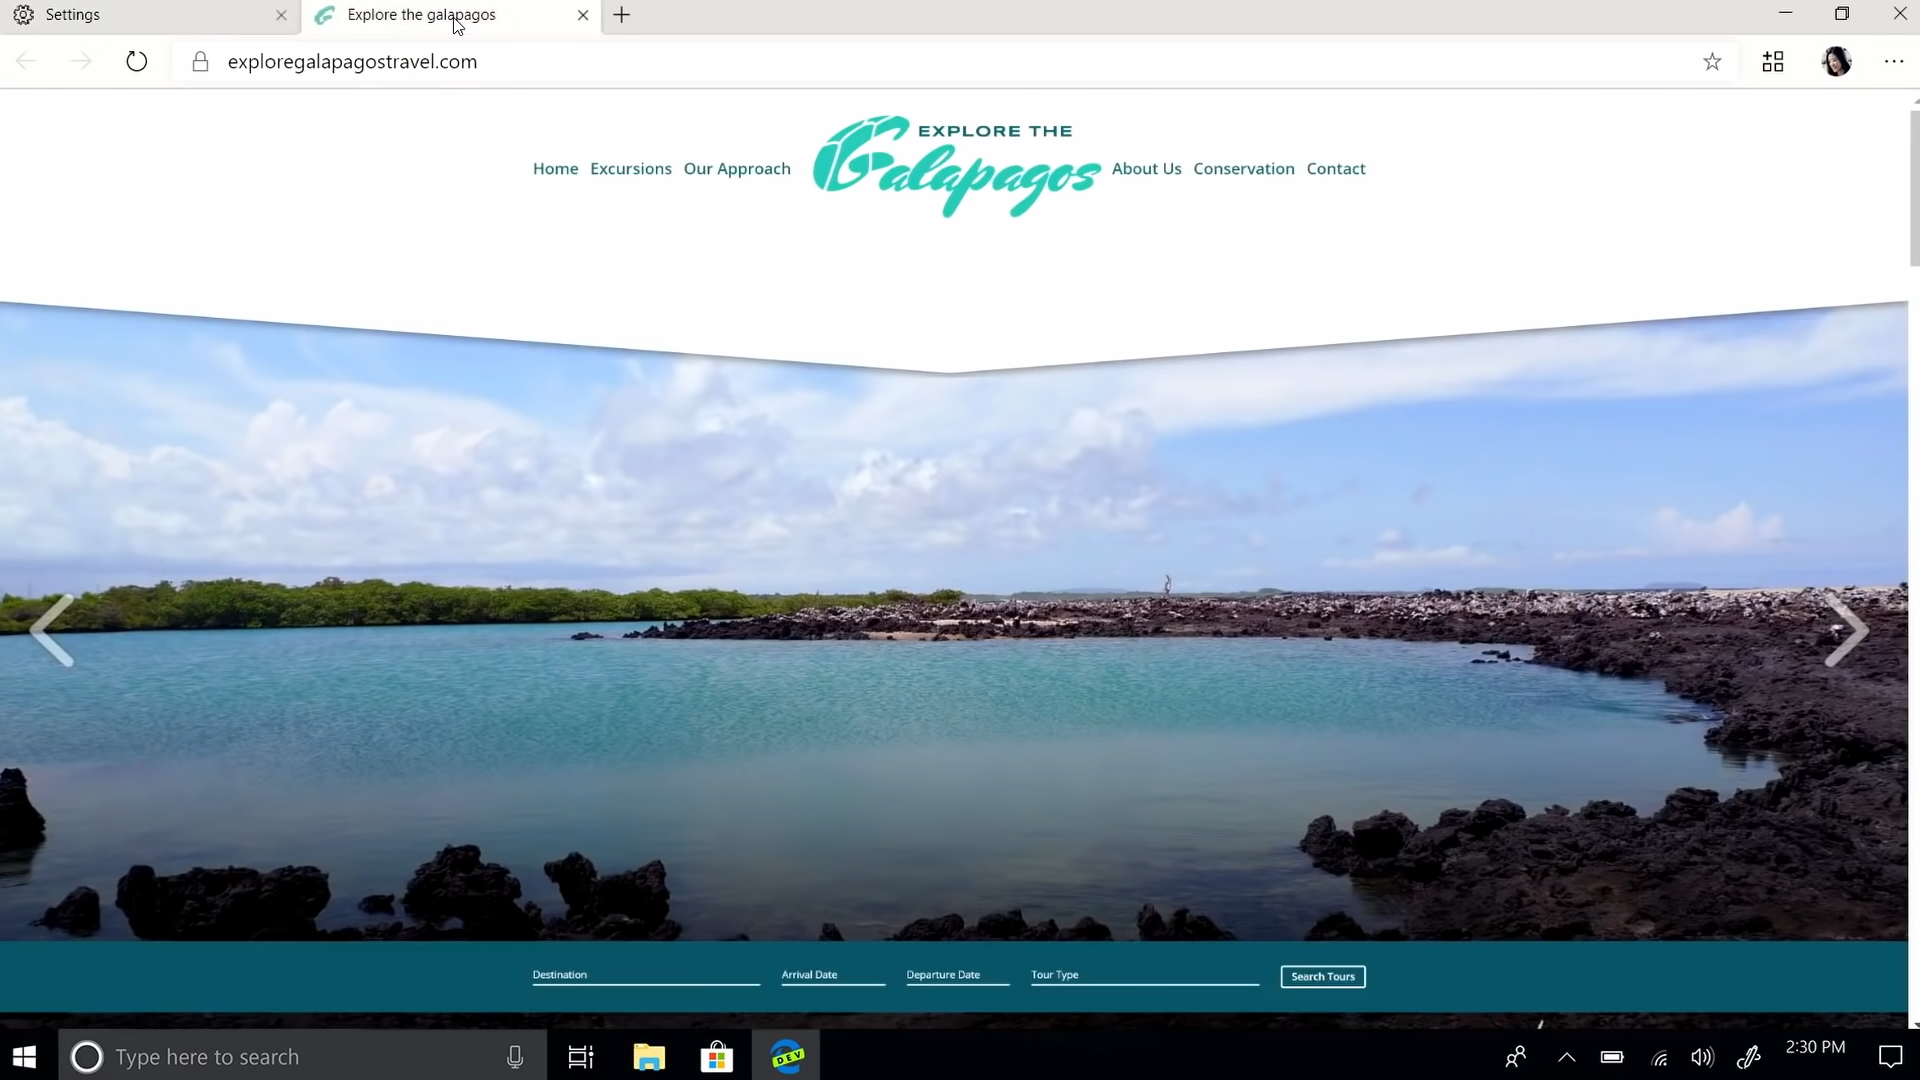 Settings
Explore the galapagos
exploregalapagostravel.com
EXPLORE THE
Galapagos
Home Excursions Our Approach About Us Conservation Contact
Destination Arrival Date Departure Date Tour Type Search Tours
Type here to search
DEV
2:30 PM